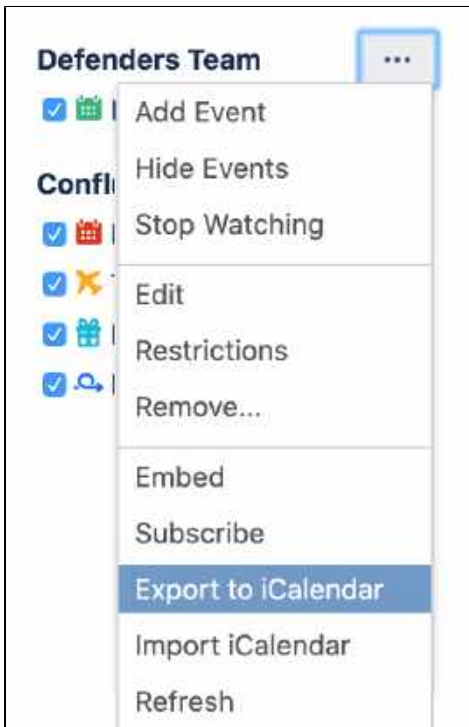 Defenders Team
Add Event
Hide Events
Stop Watching
Edit
Restrictions
Remove...
Embed
Subscribe
Export to iCalendar
Import iCalendar
Refresh